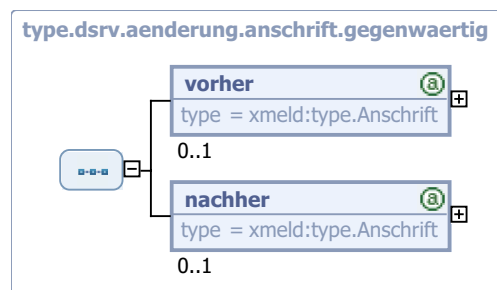 type.dsrv.aenderung.anschrift.gegenwaertig
vorher @
type = xmeld:type.Anschrift
0..1
nachher @
type = xmeld:type.Anschrift
0..1